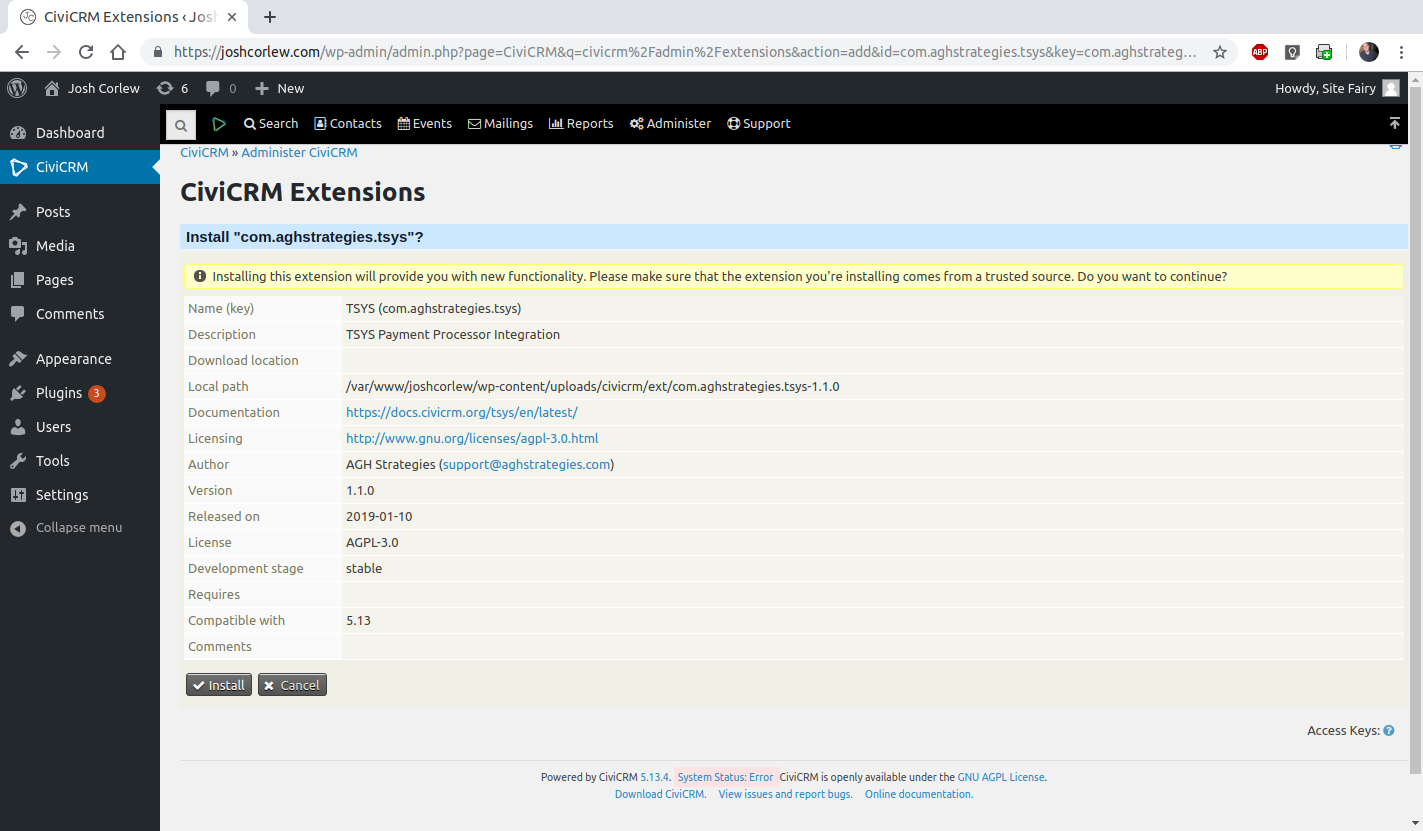 CiviCRM Extensions ‹ Josh
https://joshcorlew.com/wp-admin/admin.php?page=CiviCRM&q=civicrm%2Fadmin%2Fextensions&action=add&id=com.aghstrategies.tsys&key=com.aghstrateg…
ABP
Josh Corlew 6 0 New Howdy, Site Fairy
Dashboard
CiviCRM
Posts
Media
Pages
Comments
Appearance
Plugins 3
Users
Tools
Settings
Collapse menu
Search Contacts Events Mailings Reports Administer Support
CiviCRM » Administer CiviCRM
CiviCRM Extensions
Install "com.aghstrategies.tsys"?
Installing this extension will provide you with new functionality. Please make sure that the extension you're installing comes from a trusted source. Do you want to continue?
Name (key) TSYS (com.aghstrategies.tsys)
Description TSYS Payment Processor Integration
Download location
Local path /var/www/joshcorlew/wp-content/uploads/civicrm/ext/com.aghstrategies.tsys-1.1.0
Documentation https://docs.civicrm.org/tsys/en/latest/
Licensing http://www.gnu.org/licenses/agpl-3.0.html
Author AGH Strategies (support@aghstrategies.com)
Version 1.1.0
Released on 2019-01-10
License AGPL-3.0
Development stage stable
Requires
Compatible with 5.13
Comments
Install Cancel
Access Keys: ?
Powered by CiviCRM 5.13.4. System Status: Error CiviCRM is openly available under the GNU AGPL License.
Download CiviCRM. View issues and report bugs. Online documentation.